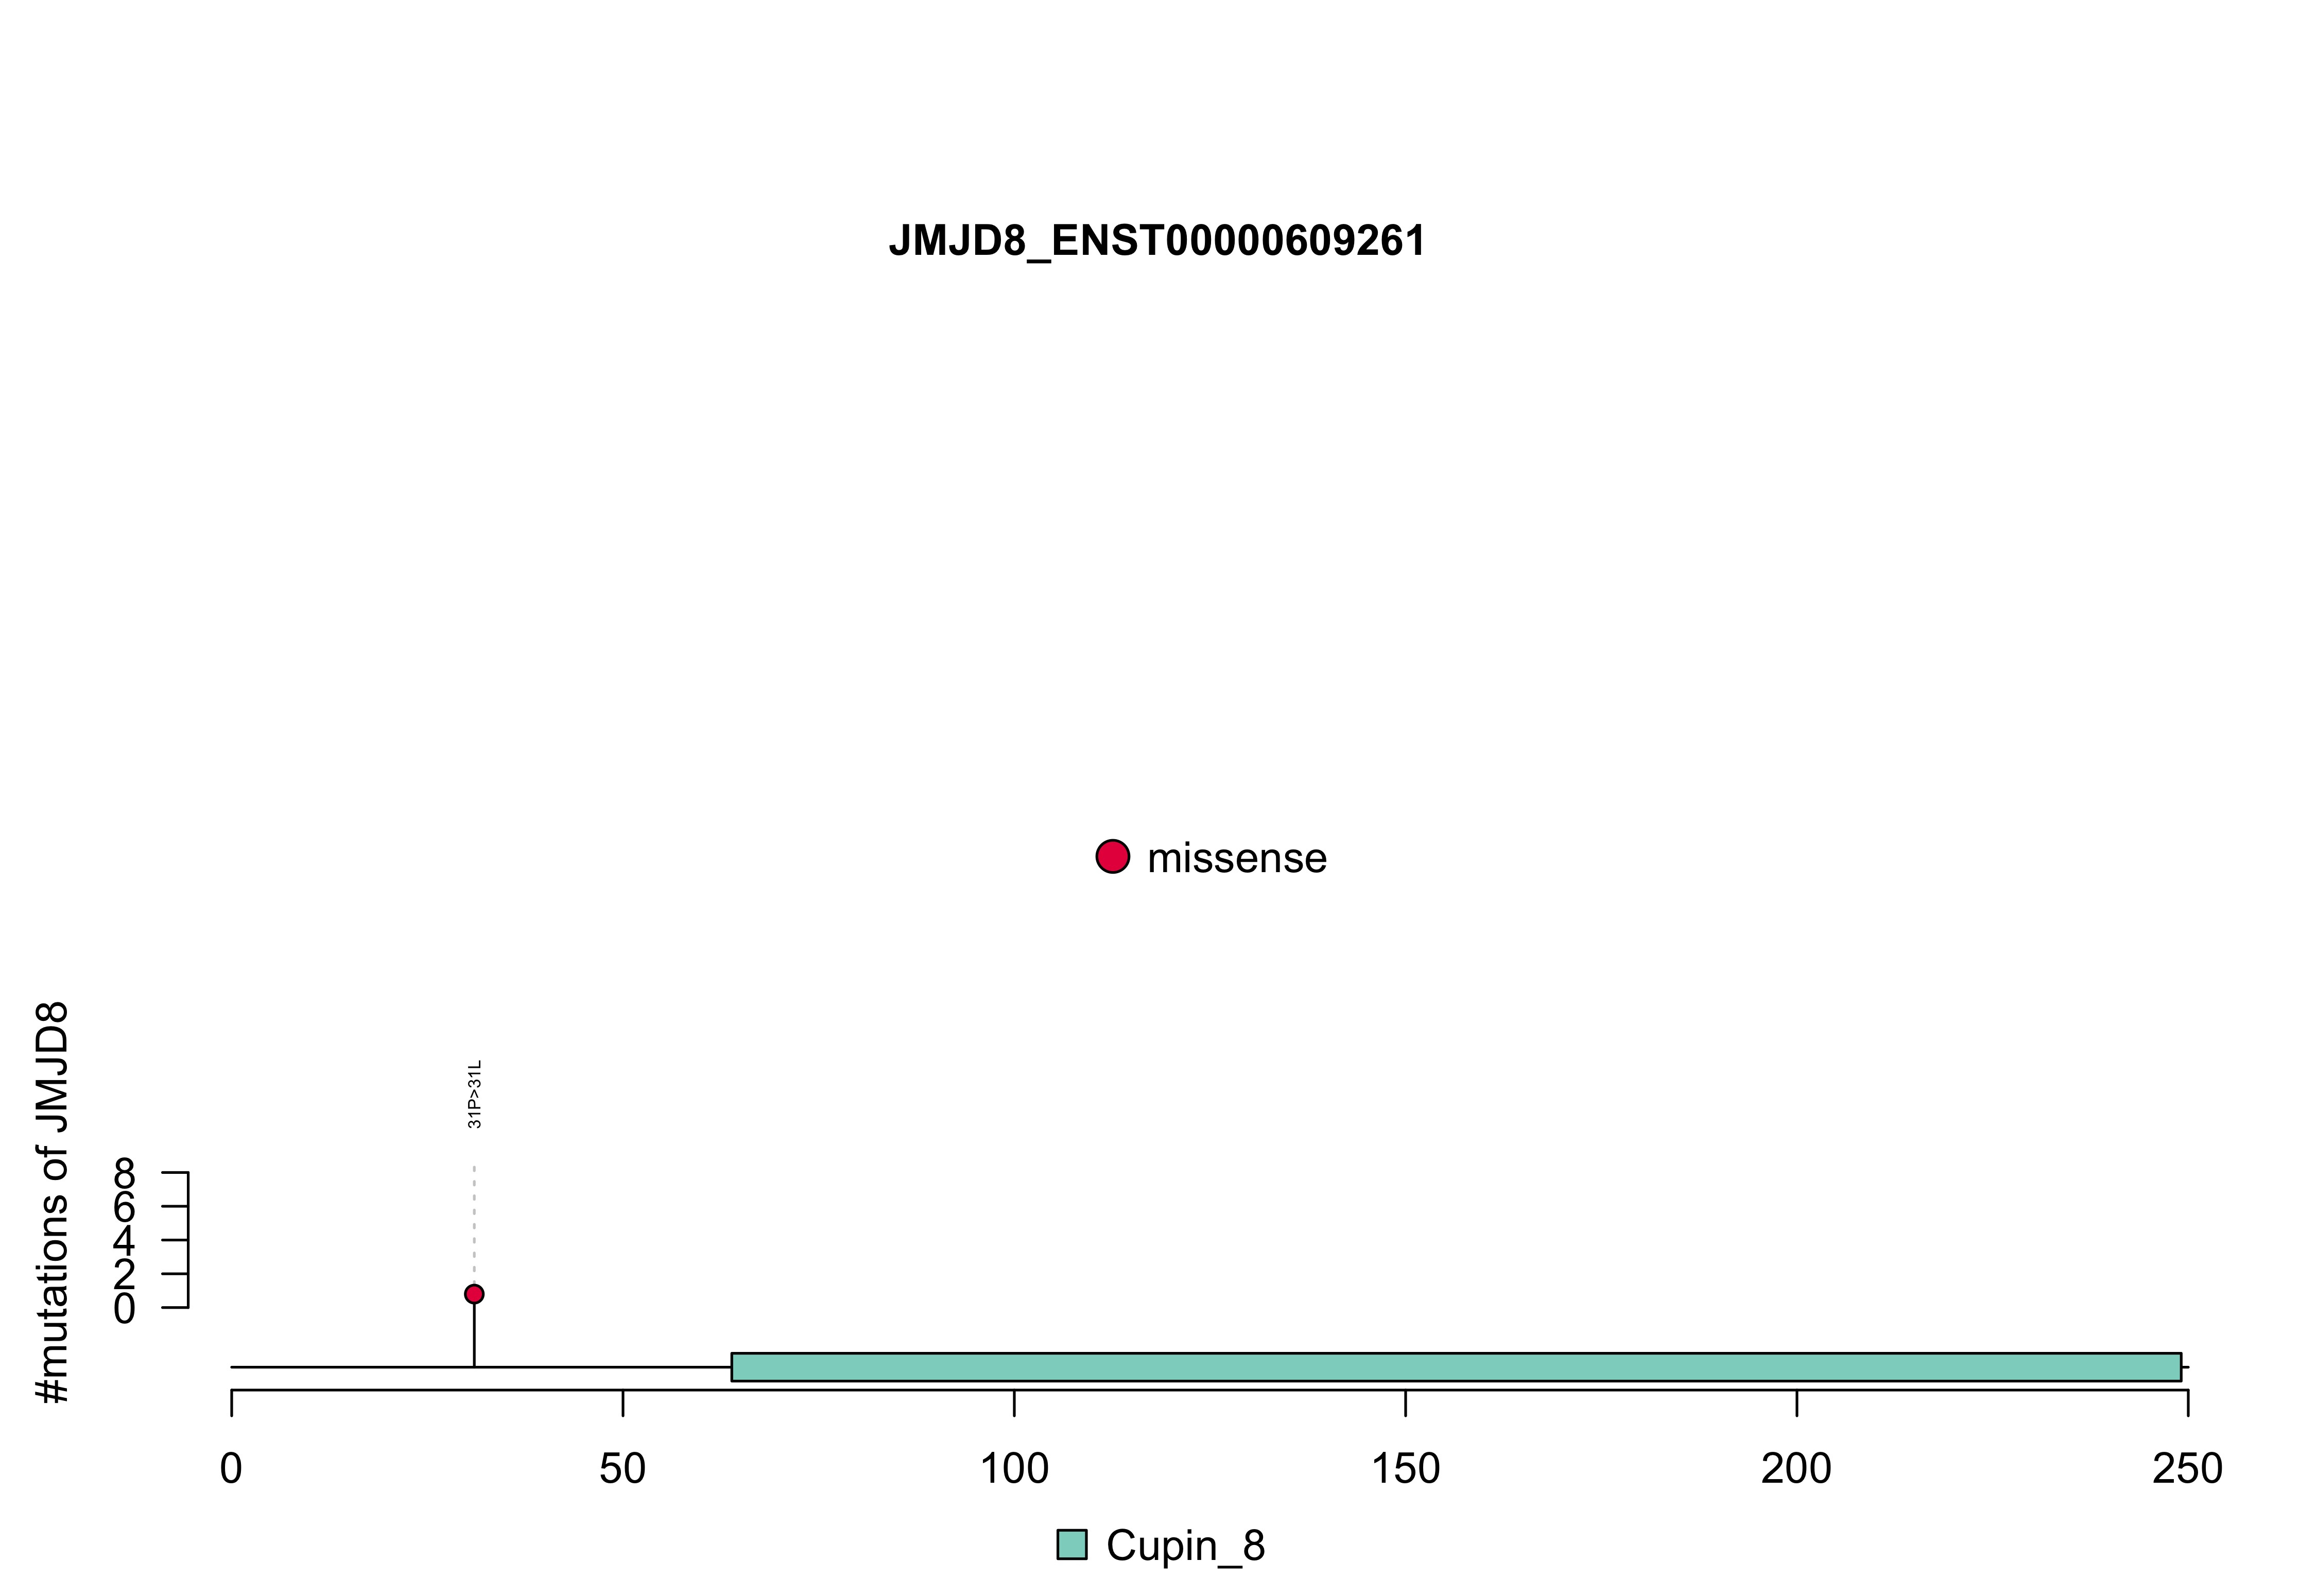 JMJD8_ENST00000609261
missense
#mutations of JMJD8
31P>31L
8
6
4
2
0
0 50 100 150 200 250
Cupin_8